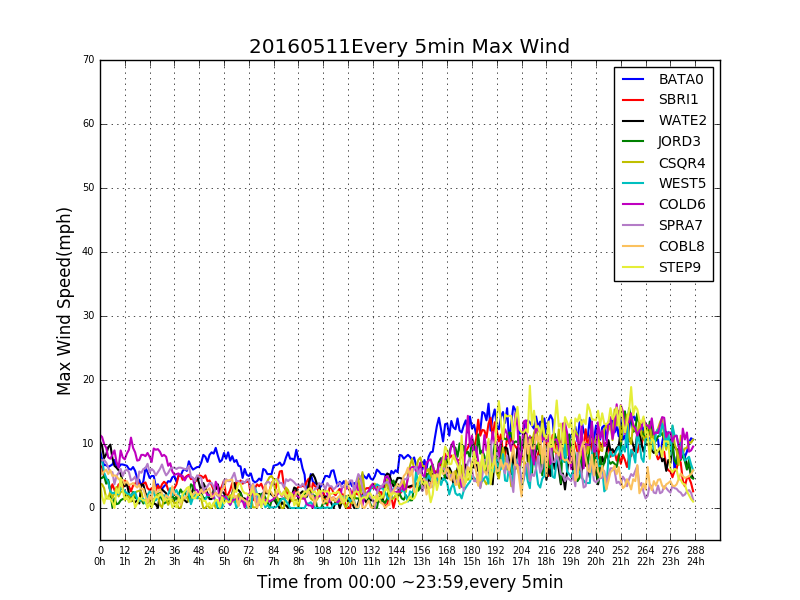 20160511Every 5min Max Wind
70
60
50
40
30
20
10
0
Max Wind Speed(mph)
BATA0
SBRI1
WATE2
JORD3
CSQR4
WEST5
COLD6
SPRA7
COBL8
STEP9
0 12 24 36 48 60 72 84 96 108 120 132 144 156 168 180 192 204 216 228 240 252 264 276 288
0h 1h 2h 3h 4h 5h 6h 7h 8h 9h 10h 11h 12h 13h 14h 15h 16h 17h 18h 19h 20h 21h 22h 23h 24h
Time from 00:00 ~23:59,every 5min